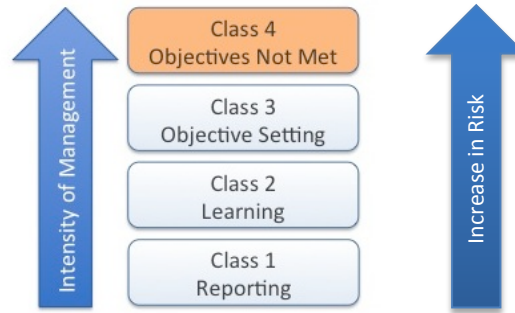 Intensity of Management
Class 4
Objectives Not Met
Class 3
Objective Setting
Class 2
Learning
Class 1
Reporting
Increase in Risk